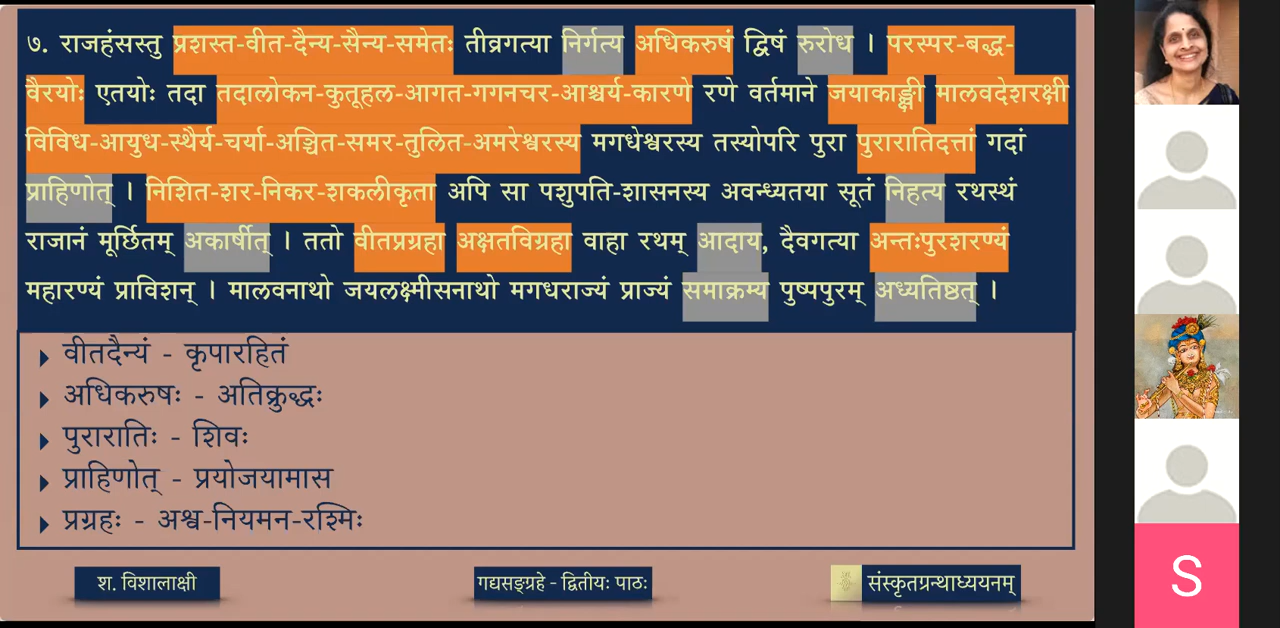 ७. राजहंसस्तु प्रशस्त-वीत-दैन्य-सैन्य-समेतः तीव्रगत्या निर्गत्य अधिकरुषं द्विषं रुरोध । परस्पर-बद्ध-
वैरयोः एतयोः तदा तदालोकन-कुतूहल-आगत-गगनचर-आश्चर्य-कारणे रणे वर्तमाने जयाकाङ्क्षी मालवदेशरक्षी
विविध-आयुध-स्थैर्य-चर्या-अञ्चित-समर-तुलित-अमरेश्वरस्य मगधेश्वरस्य तस्योपरि पुरा पुरारातिदत्तां गदां
प्राहिणोत् । निशित-शर-निकर-शकलीकृता अपि सा पशुपति-शासनस्य अवन्ध्यतया सूतं निहत्य रथस्थं
राजानं मूर्छितम् अकार्षीत् । ततो वीतप्रग्रहा अक्षतविग्रहा वाहा रथम् आदाय, दैवगत्या अन्तःपुरशरण्यं
महारण्यं प्राविशन् । मालवनाथो जयलक्ष्मीसनाथो मगधराज्यं प्राज्यं समाक्रम्य पुष्पपुरम् अध्यतिष्ठत् ।
वीतदैन्यं - कृपारहितं
अधिकरुषः - अतिक्रुद्धः
पुरारातिः - शिवः
प्राहिणोत् - प्रयोजयामास
प्रग्रहः - अश्व-नियमन-रश्मिः
श. विशालाक्षी
गद्यसङ्ग्रहे - द्वितीयः पाठः
संस्कृतग्रन्थाध्ययनम्
S